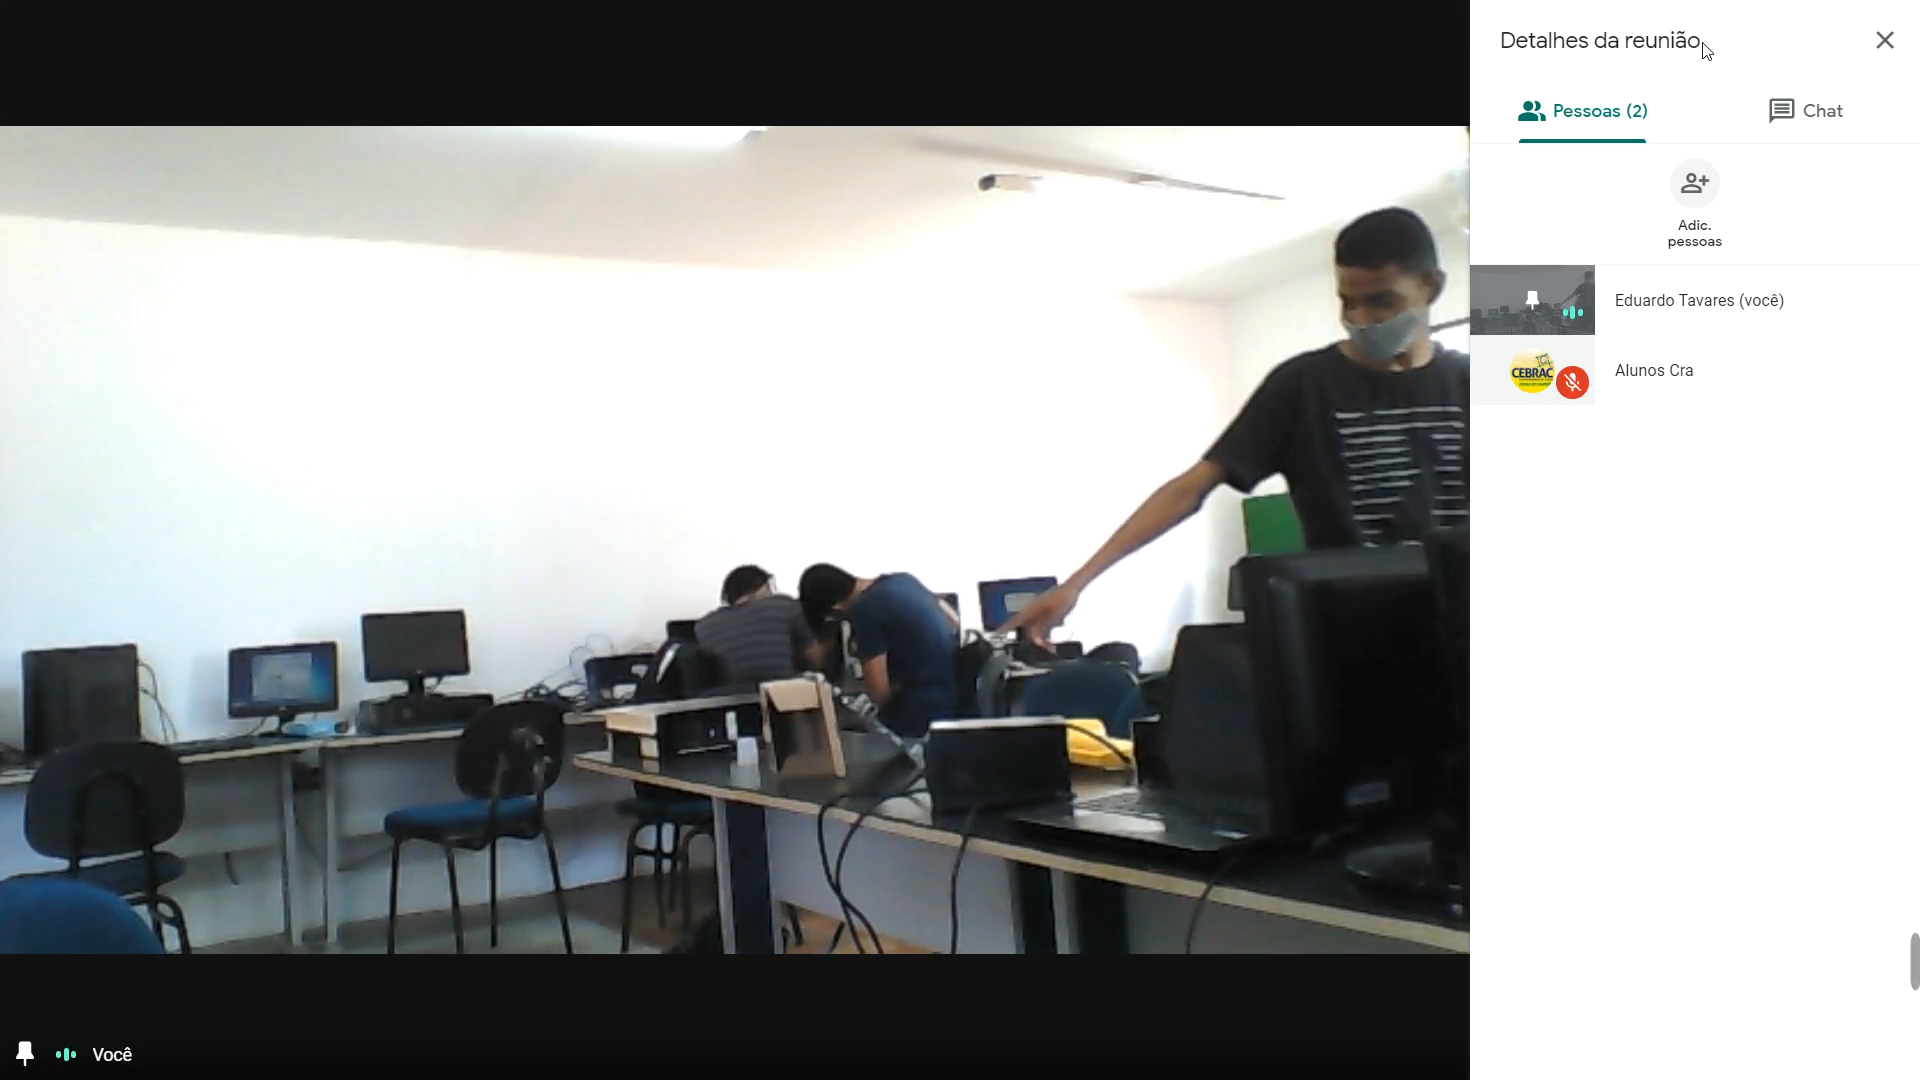 Detalhes da reunião
Pessoas (2)
Chat
Adic.
pessoas
Eduardo Tavares (você)
CEBRAC
Alunos Cra
Você